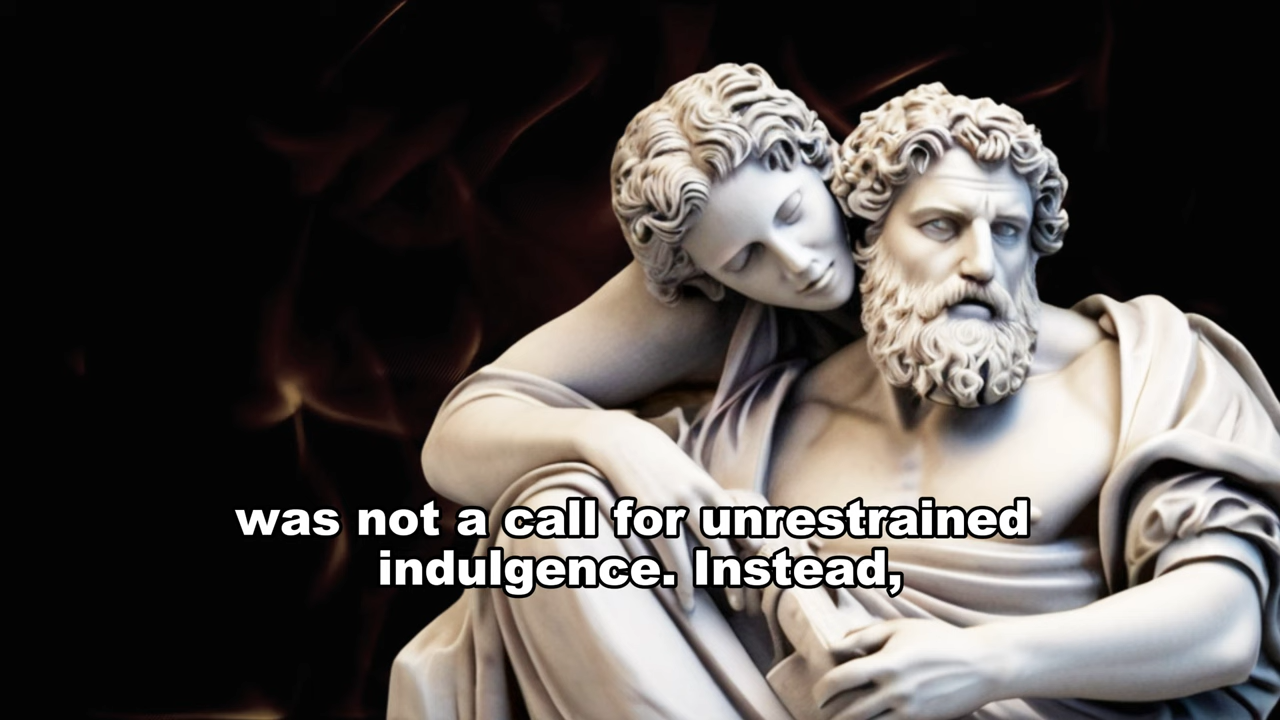 was not a call for unrestrained
indulgence. Instead,